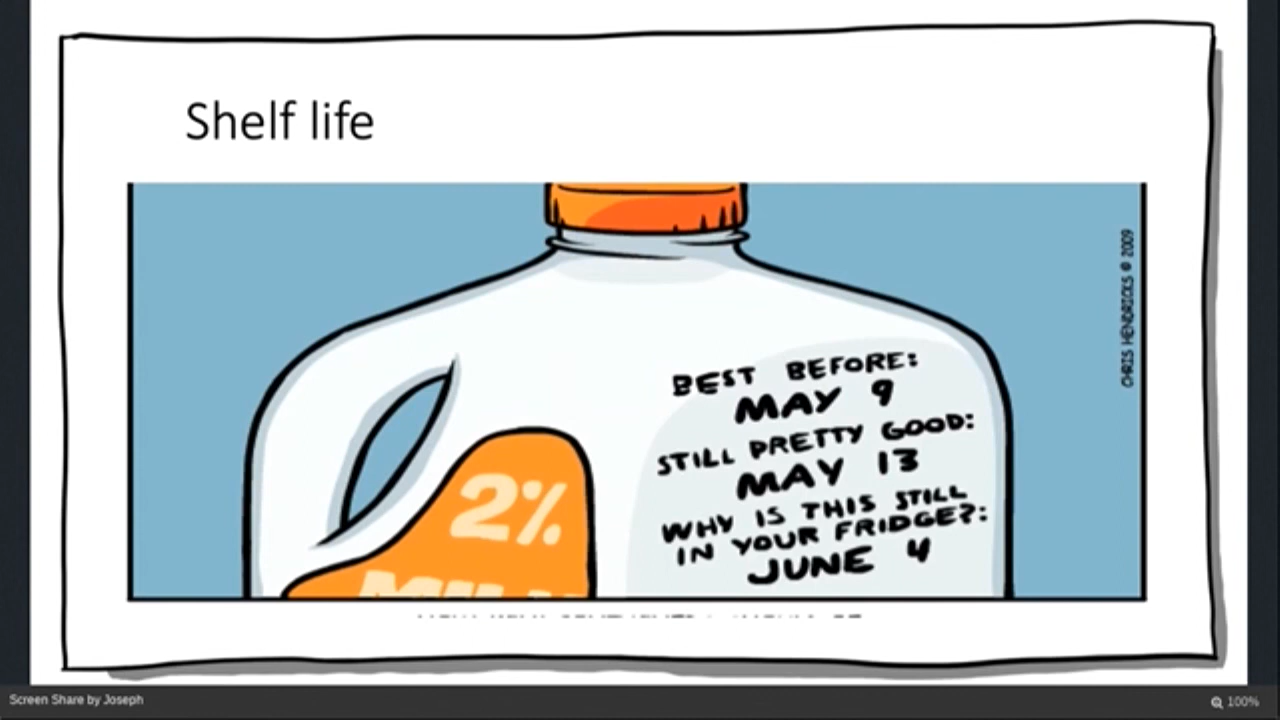 Shelf life
CHRIS HENDRICKS © 2009
BEST BEFORE:
MAY 9
STILL PRETTY GOOD:
MAY 13
WHY IS THIS STILL
IN YOUR FRIDGE?:
JUNE 4
2%
MILK
Screen Share by Joseph
100%